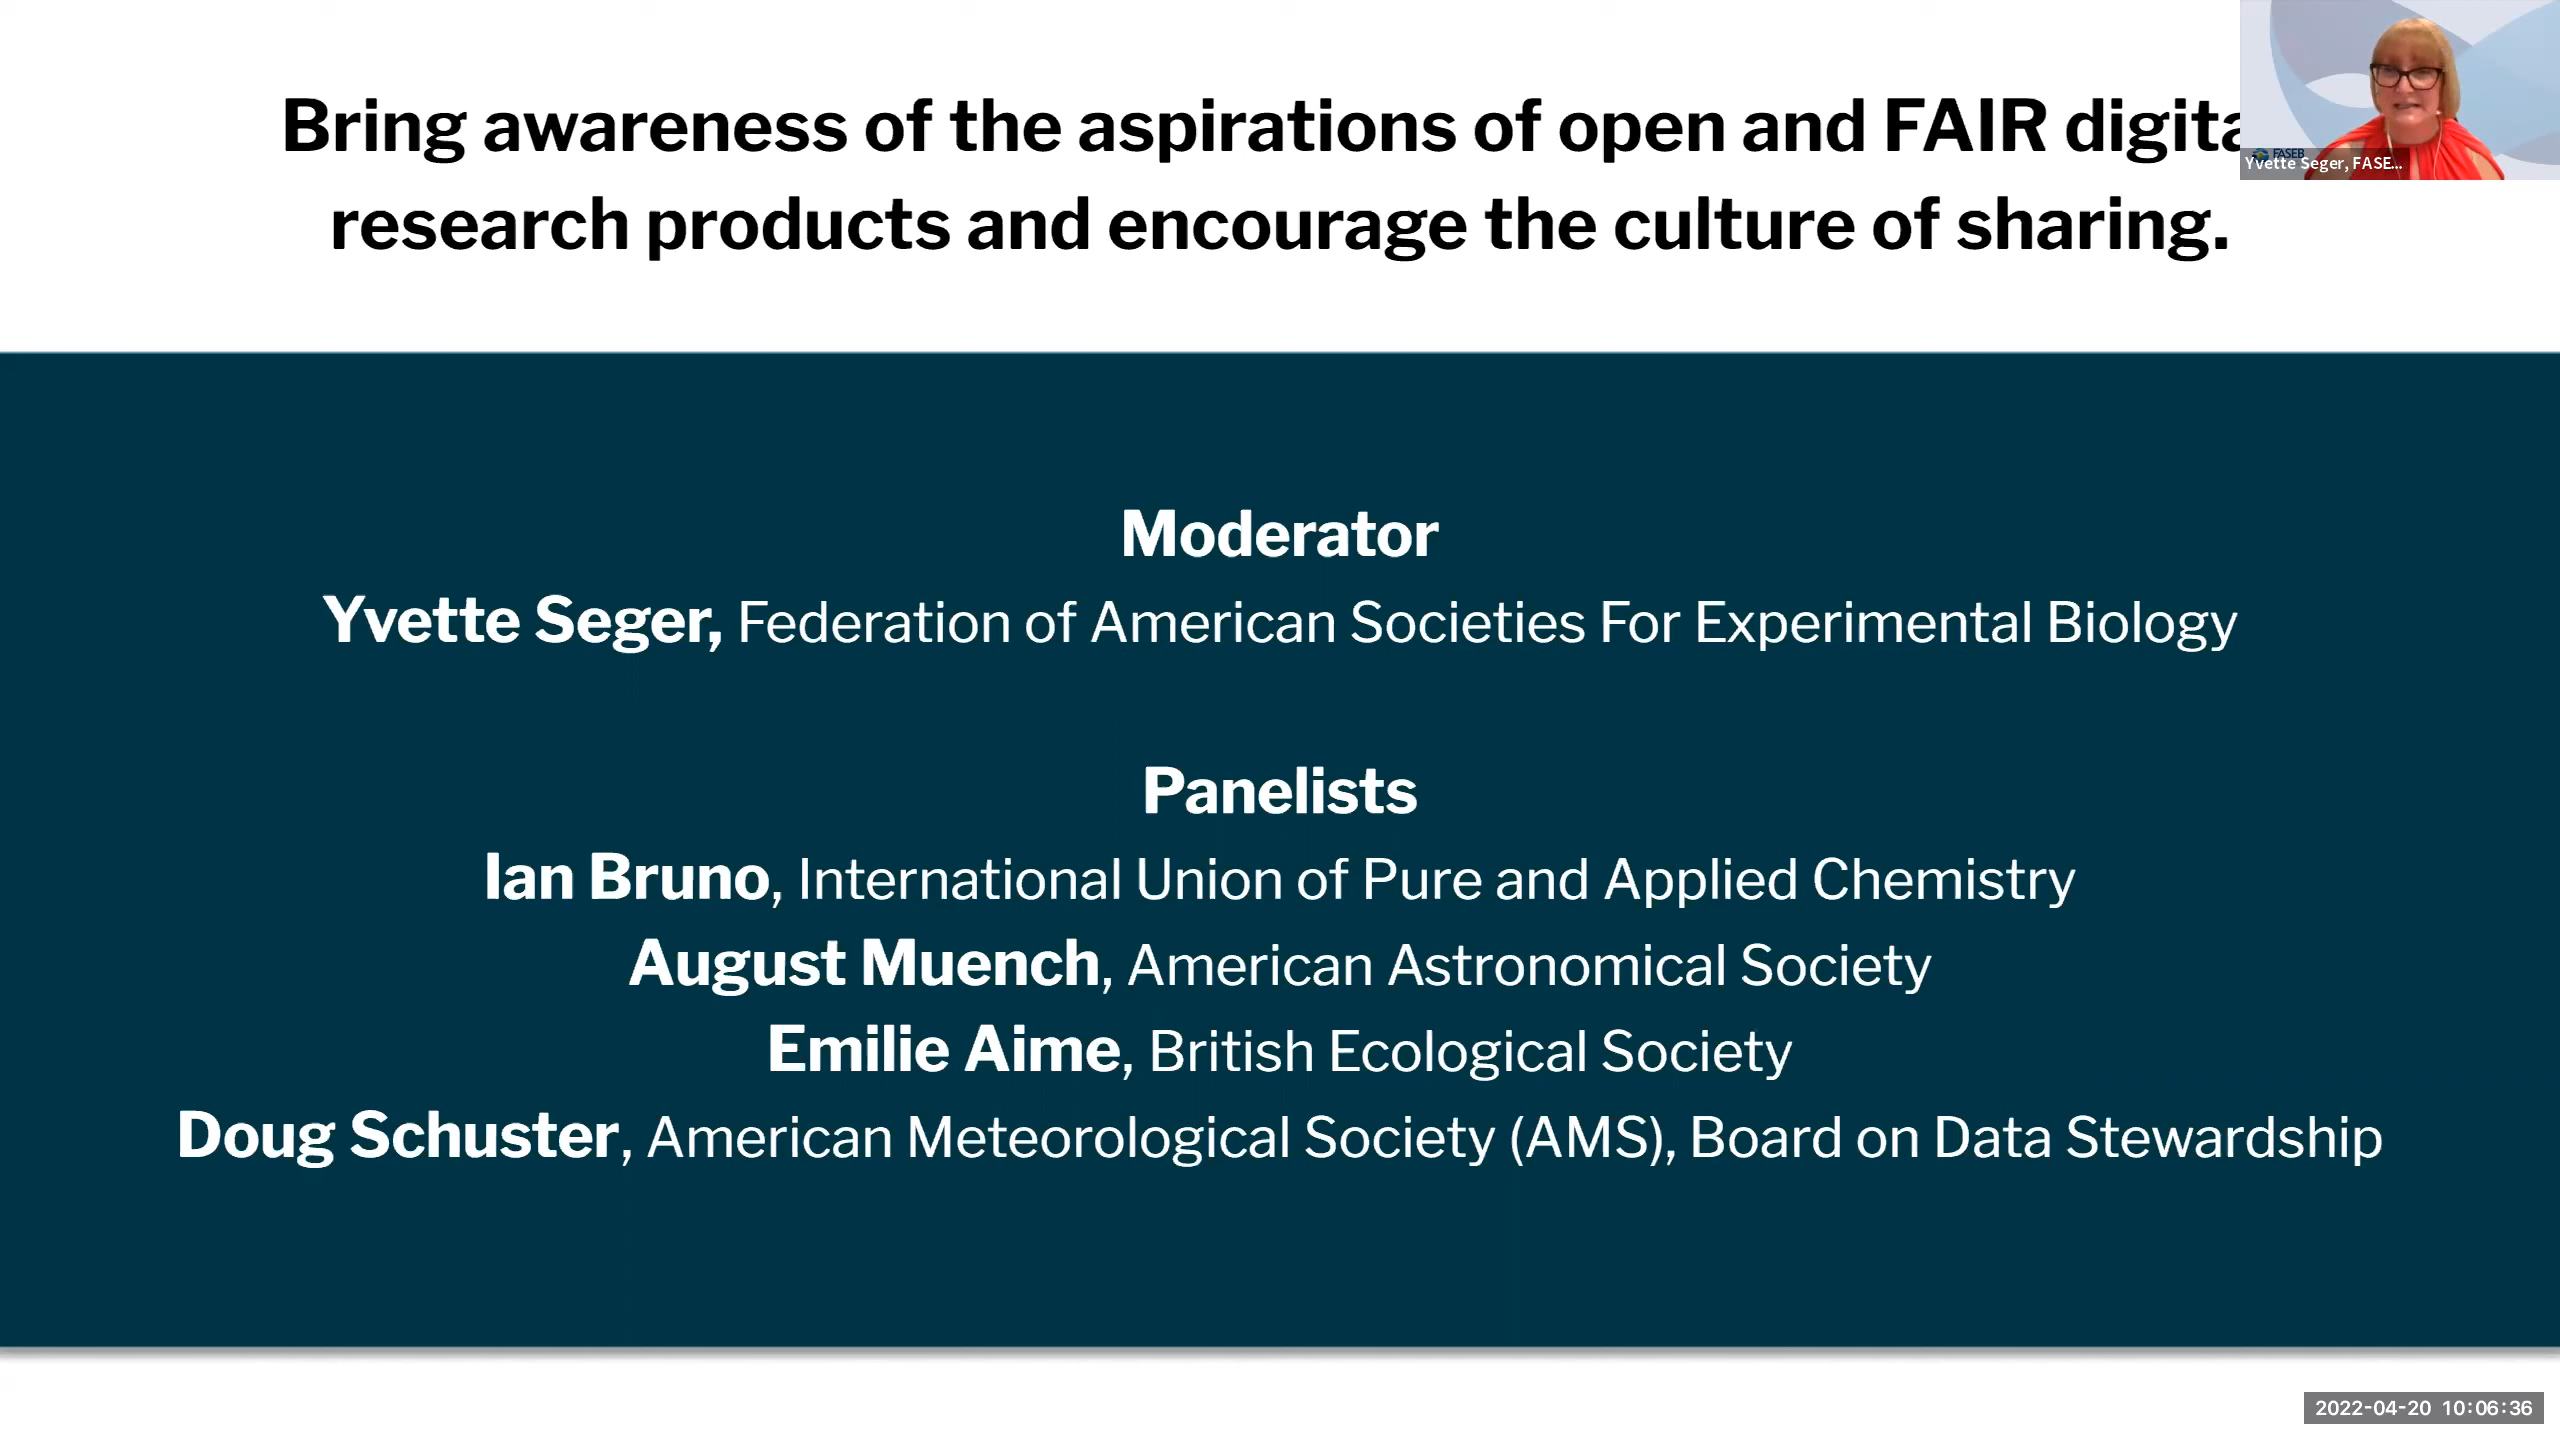 Bring awareness of the aspirations of open and FAIR digita
research products and encourage the culture of sharing.
FASEB
Yvette Seger, FASE...
Moderator
Yvette Seger, Federation of American Societies For Experimental Biology
Panelists
Ian Bruno, International Union of Pure and Applied Chemistry
August Muench, American Astronomical Society
Emilie Aime, British Ecological Society
Doug Schuster, American Meteorological Society (AMS), Board on Data Stewardship
2022-04-20 10:06:36